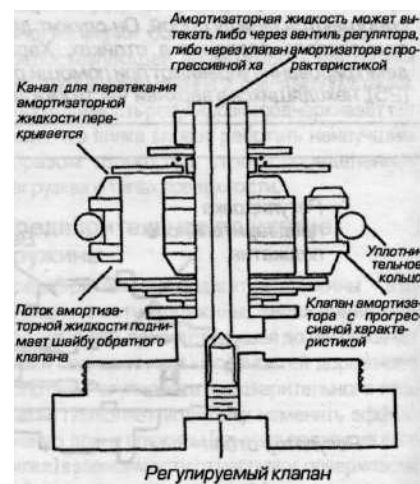 Амортизаторная жидкость может вы-
текать либо через вентиль регулятора,
либо через клапан амортизатора с про-
грессивной ха рактеристикой
Канал для перетекания
амортизаторной
жидкости пере-
крывается
Уплотни-
тельное
кольцо
Поток амортиза-
торной жидкости подни-
мает шайбу обратного
клапана
Клапан амортиза-
тора с прогрес-
сивной характе-
ристикой
Регулируемый клапан